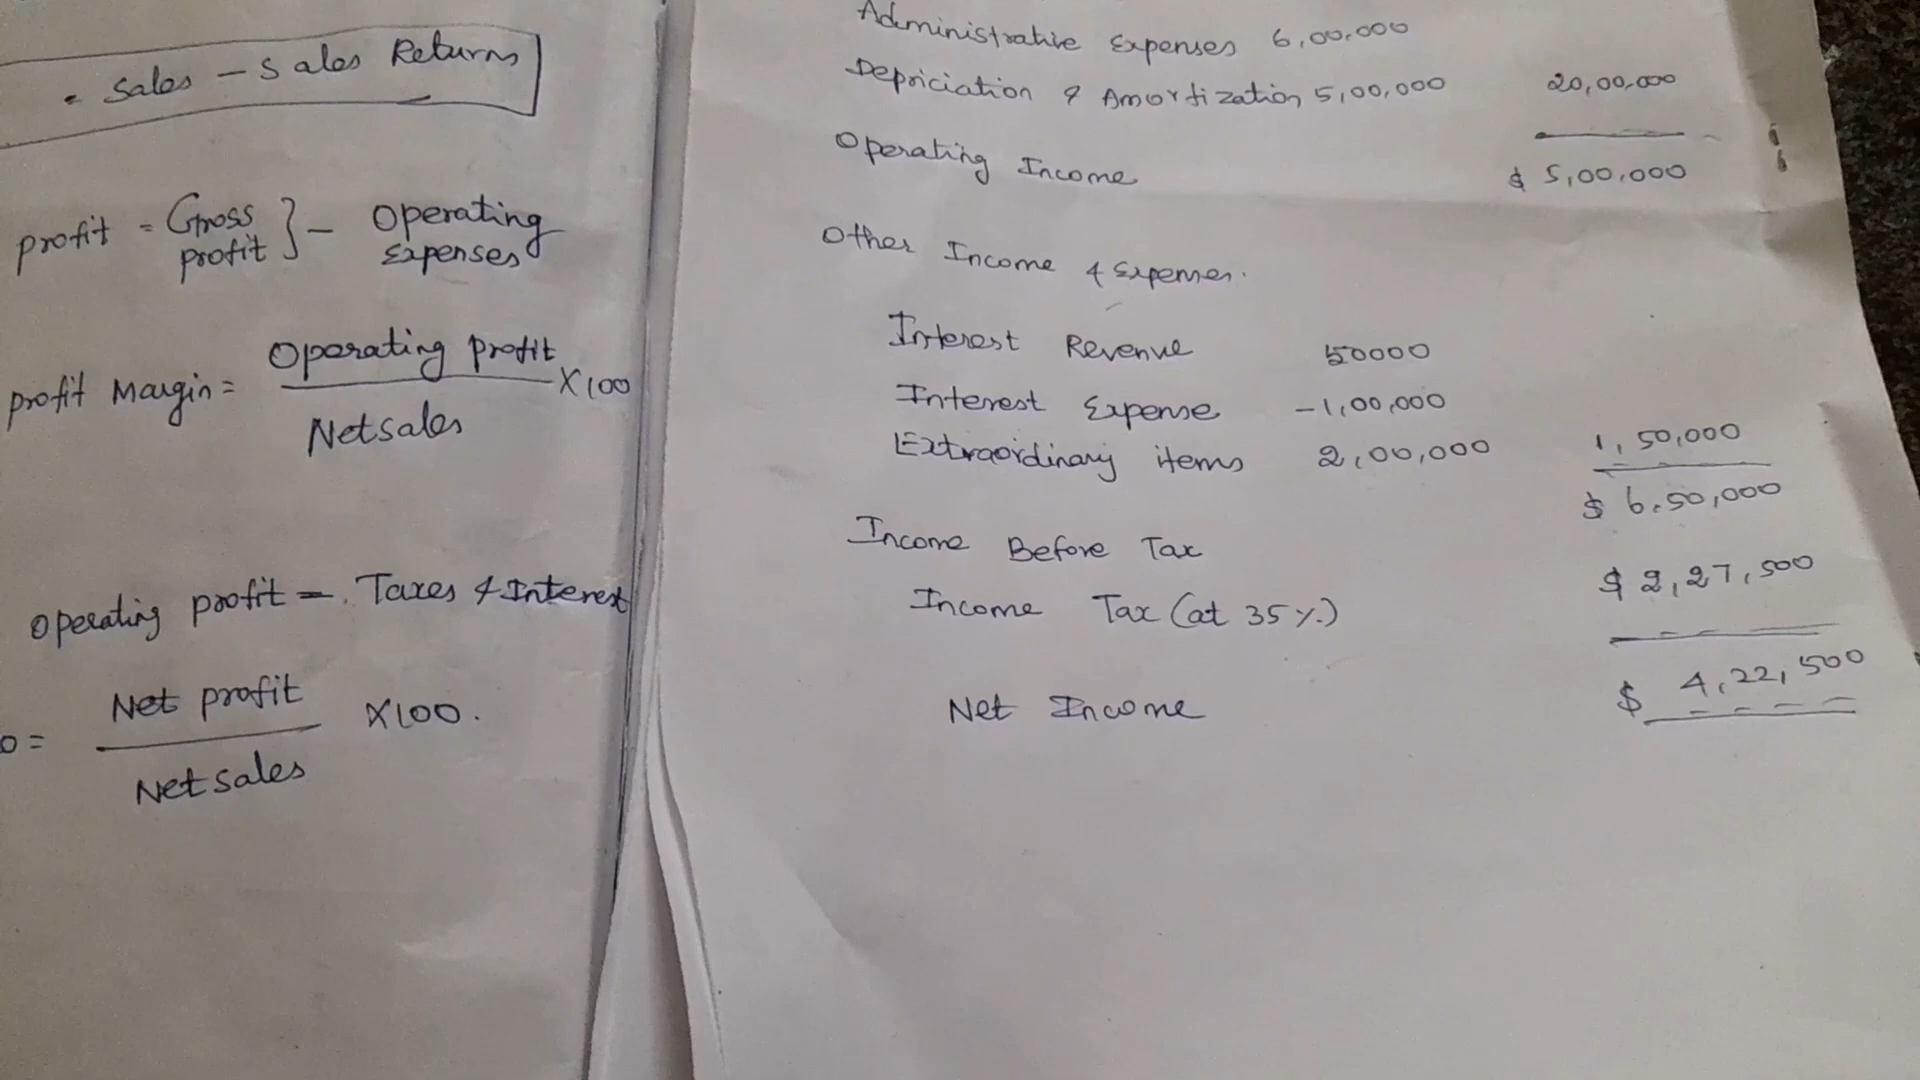 = Sales - Sales Returns
profit = Gross profit } - Operating Expenses
profit Margin = Operating profit / Net sales X 100
Operating profit - Taxes & Interest
= Net profit / Net sales X100.
Administrative Expenses 6,00,000
Depriciation & Amortization 5,00,000 20,00,000
Operating Income $ 5,00,000
Other Income & Expenses.
Interest Revenue 50000
Interest Expense -1,00,000
Extraordinary items 2,00,000 1,50,000
$ 6,50,000
Income Before Tax
Income Tax (at 35%) $ 2,27,500
Net Income $ 4,22,500